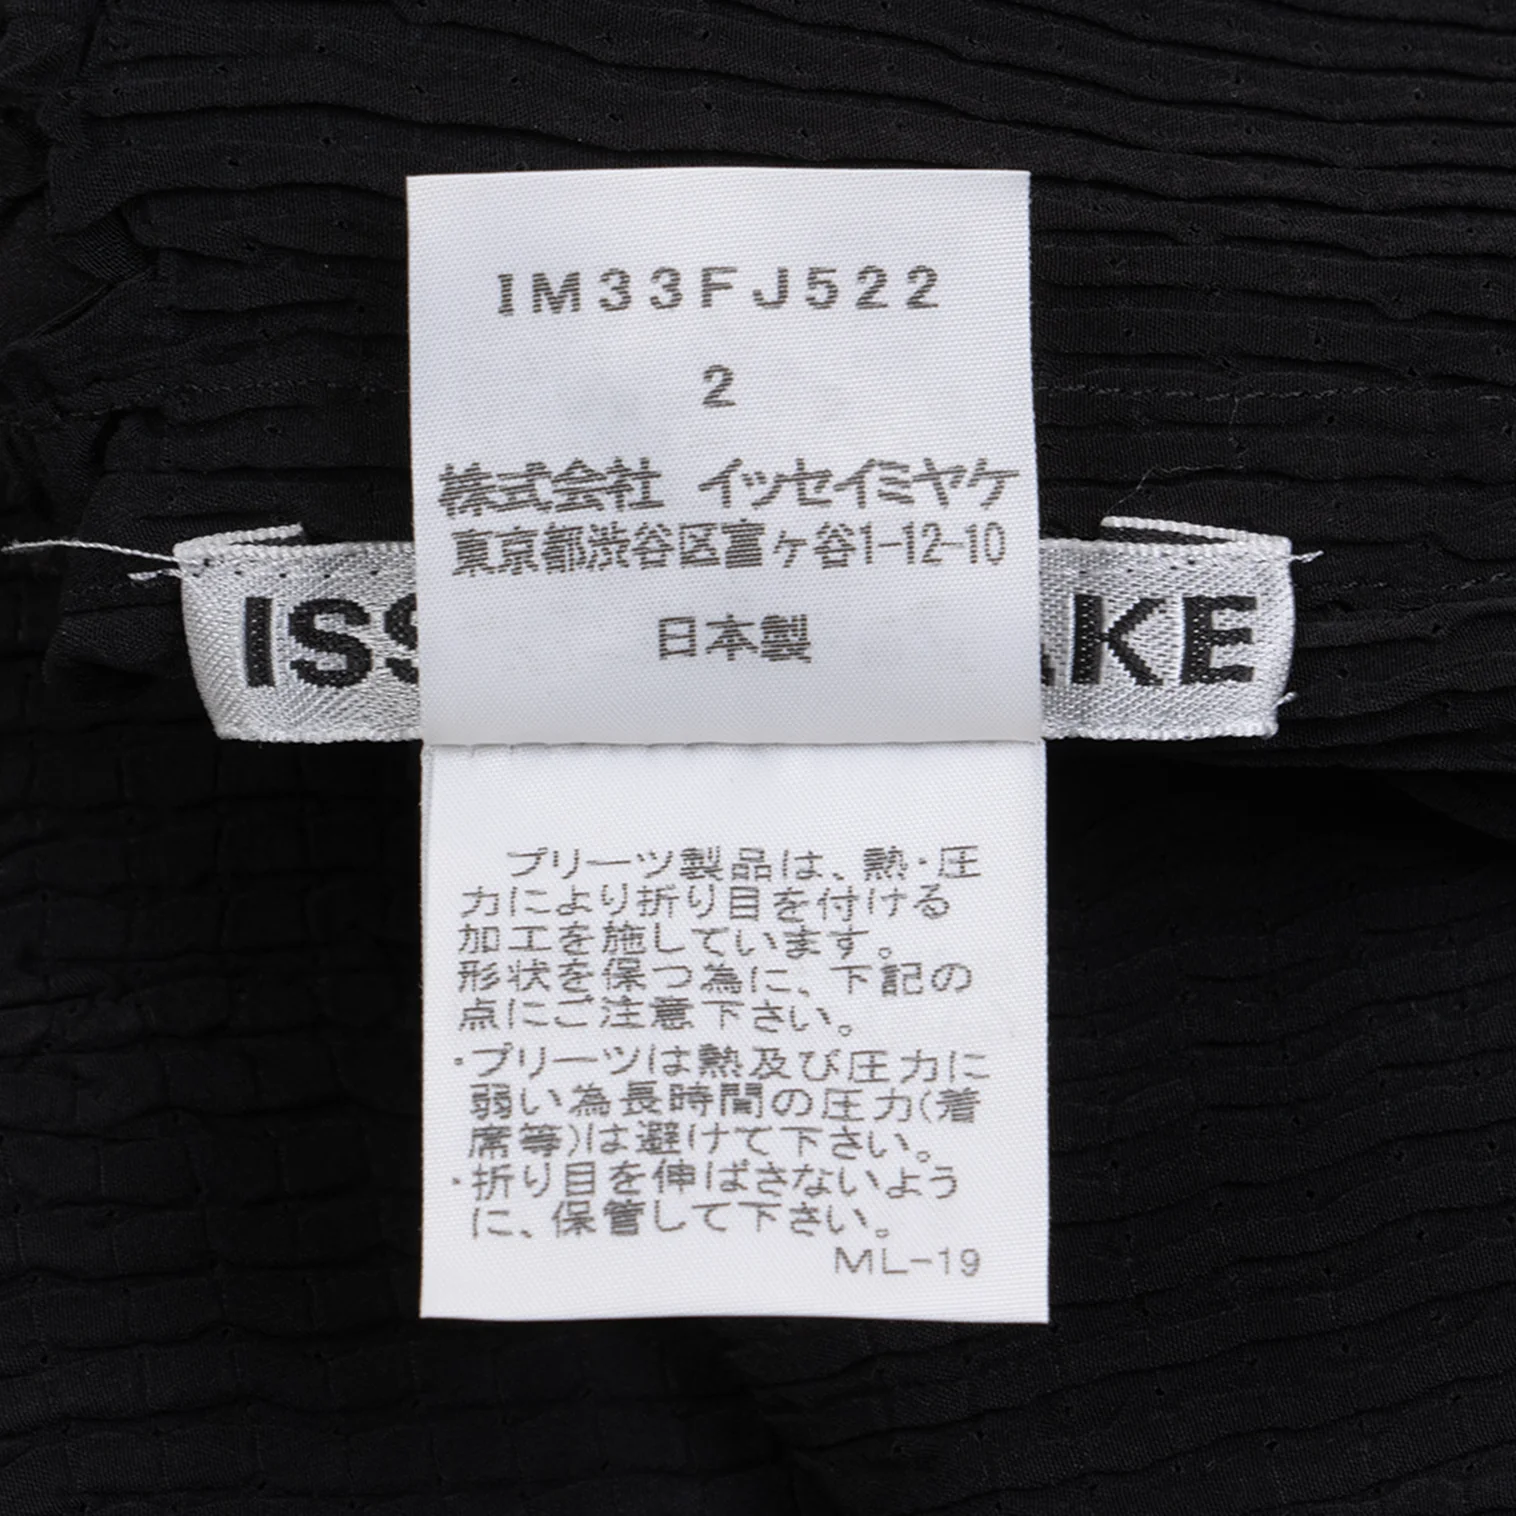 IM33FJ522
2
株式会社 イッセイミヤケ
東京都渋谷区富ヶ谷1-12-10
日本製
ISS AKE
プリーツ製品は、熱・圧
力により折り目を付ける
加工を施しています。
形状を保つ為に、下記の
点にご注意下さい。
・プリーツは熱及び圧力に
弱い為長時間の圧力(着
席等)は避けて下さい。
・折り目を伸ばさないよう
に、保管して下さい。
ML-19